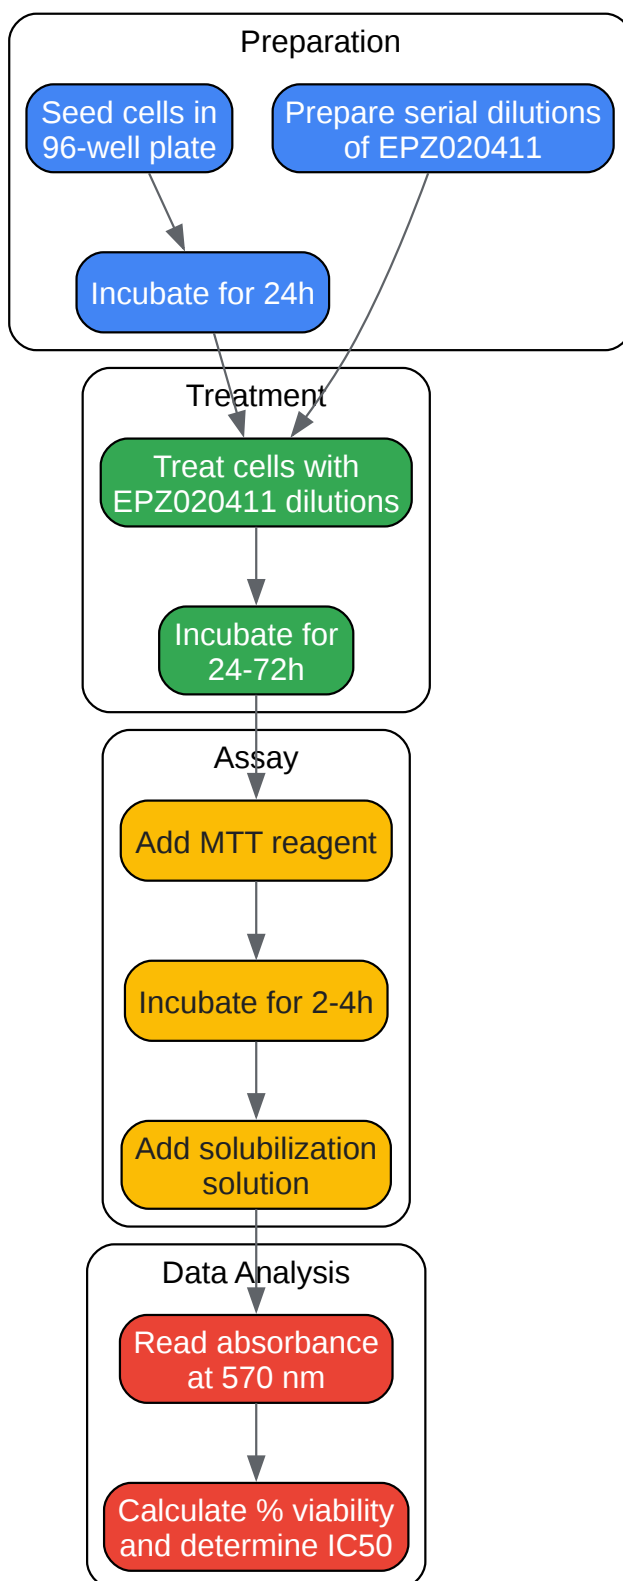 Preparation
Seed cells in
96-well plate
Prepare serial dilutions
of EPZ020411
Incubate for 24h
Treatment
Treat cells with
EPZ020411 dilutions
Incubate for
24-72h
Assay
Add MTT reagent
Incubate for 2-4h
Add solubilization
solution
Data Analysis
Read absorbance
at 570 nm
Calculate % viability
and determine IC50